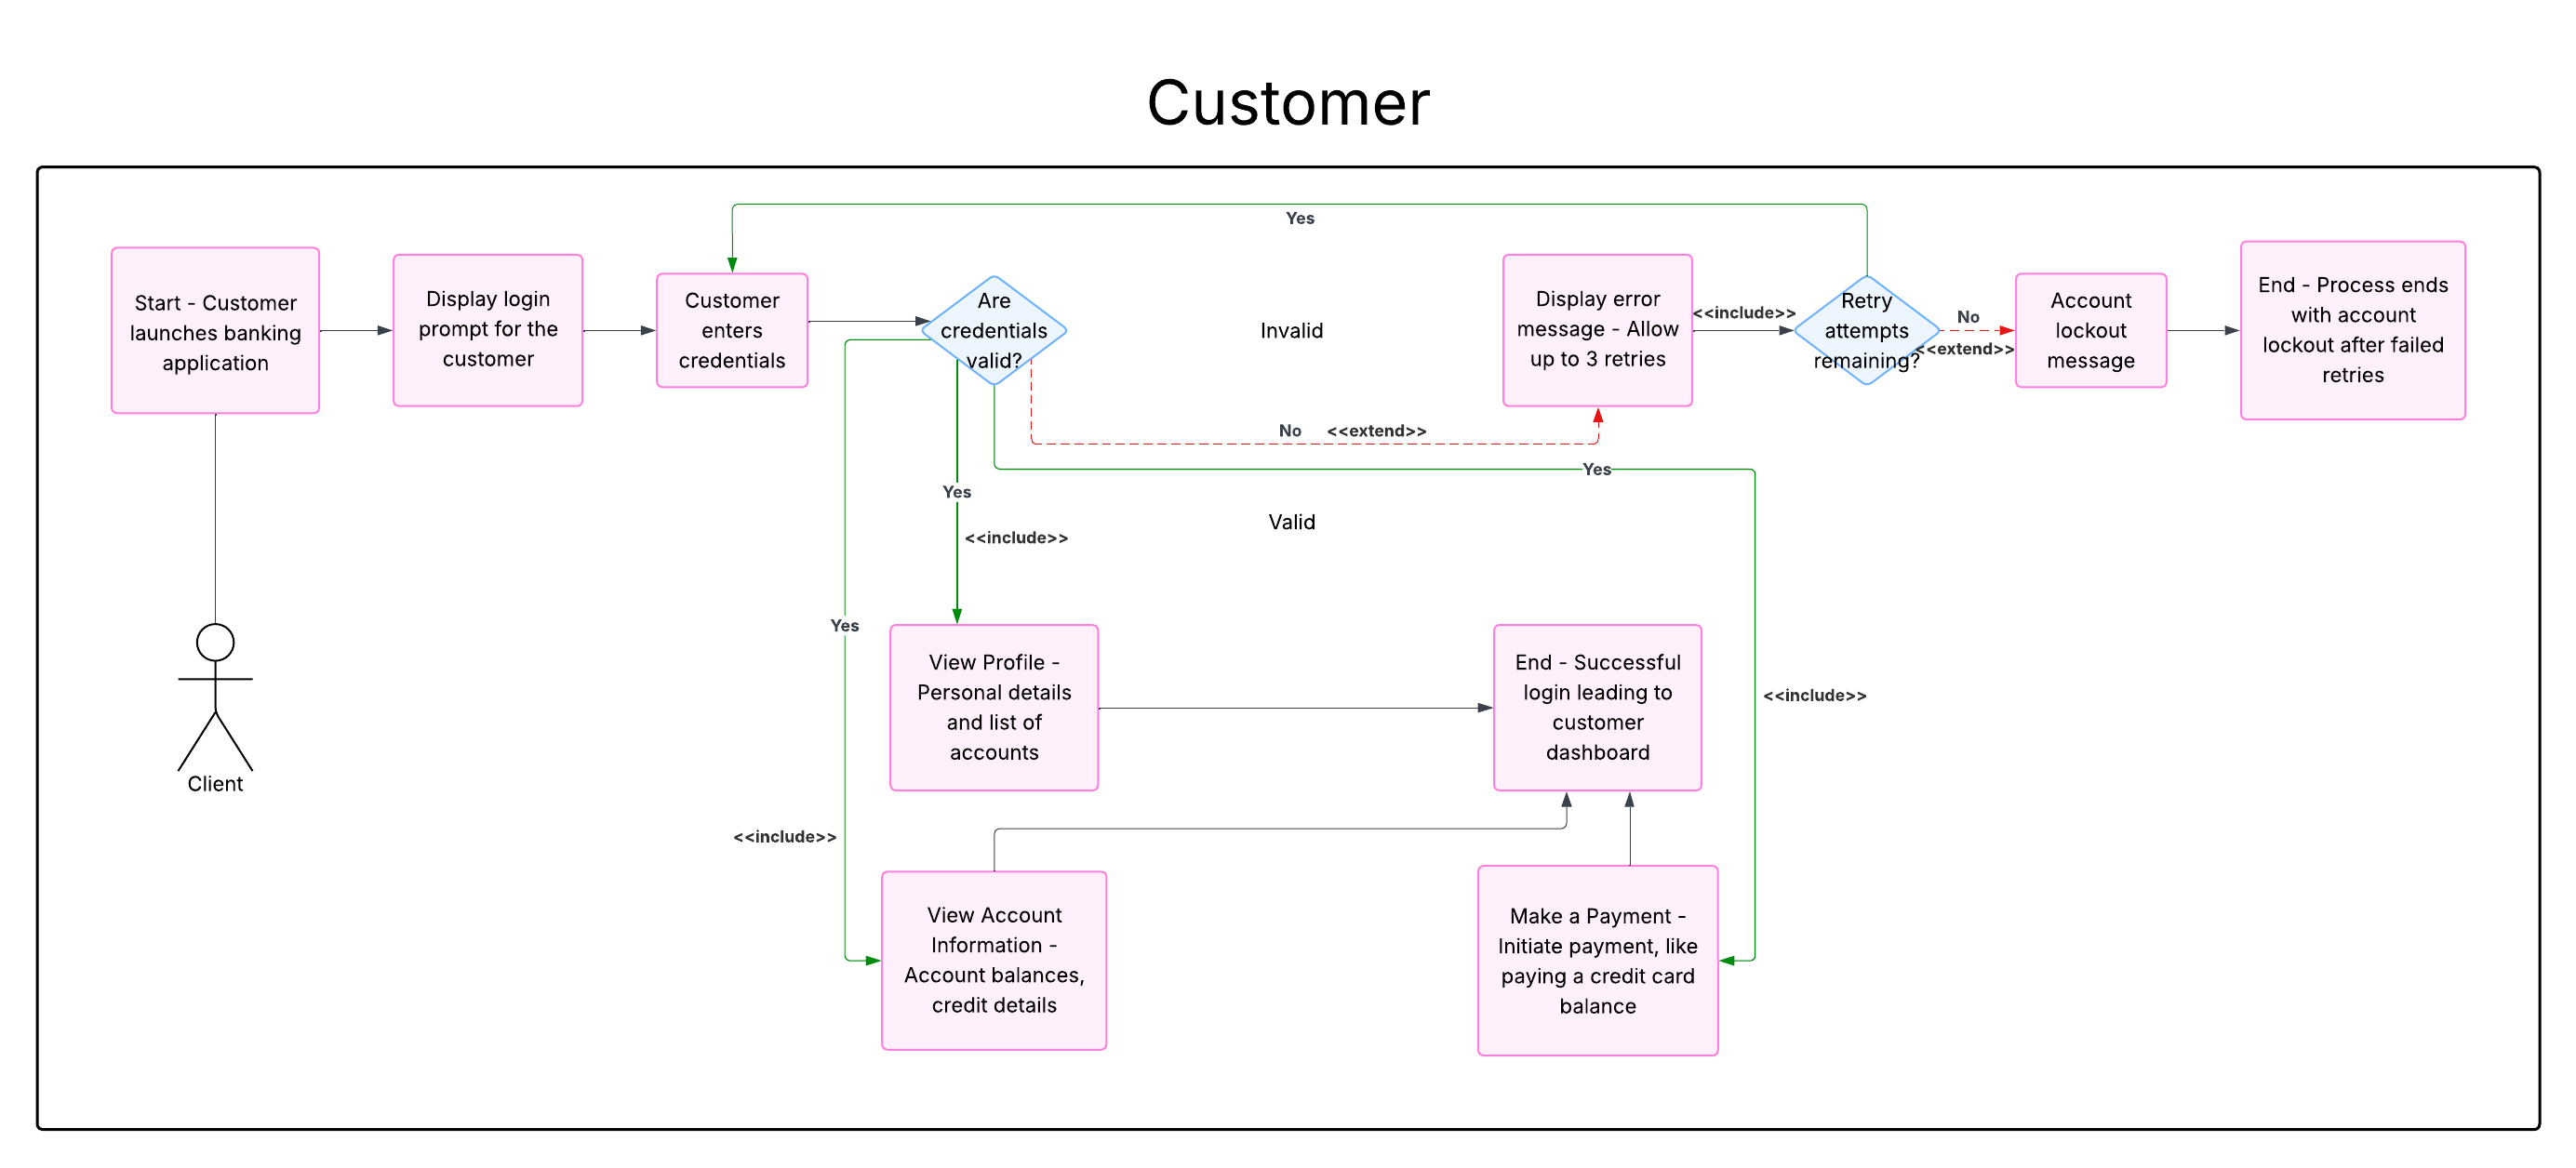 Customer
Yes
Start - Customer
launches banking
application
Display login
prompt for the
customer
Customer
enters
credentials
Are
credentials
valid?
Invalid
Display error
message - Allow
up to 3 retries
<<include>>
Retry
attempts
remaining?
No
<<extend>>
Account
lockout
message
End - Process ends
with account
lockout after failed
retries
No <<extend>>
Yes
Yes
Valid
<<include>>
Yes
View Profile -
Personal details
and list of
accounts
End - Successful
login leading to
customer
dashboard
<<include>>
Client
<<include>>
View Account
Information -
Account balances,
credit details
Make a Payment -
Initiate payment, like
paying a credit card
balance